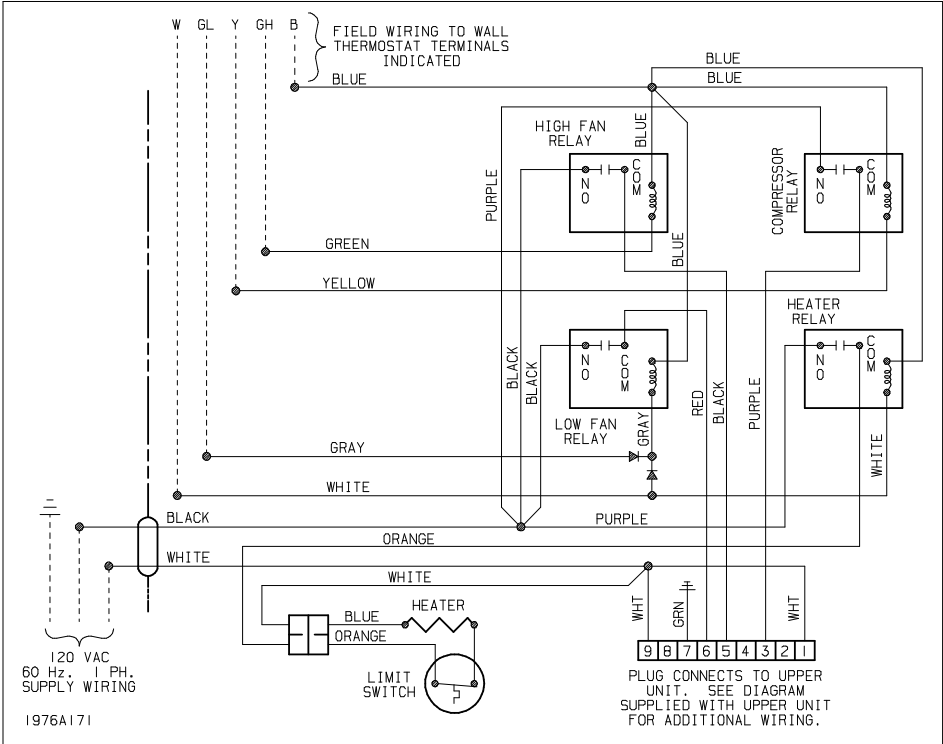 W GL Y GH B
FIELD WIRING TO WALL
THERMOSTAT TERMINALS
INDICATED
BLUE
BLUE
BLUE
HIGH FAN
RELAY
BLUE
PURPLE
NO
COM
COMPRESSOR
RELAY
NO
COM
GREEN
BLUE
YELLOW
HEATER
RELAY
BLACK
BLACK
NO
COM
RED
BLACK
PURPLE
NO
COM
LOW FAN
RELAY
GRAY
GRAY
WHITE
WHITE
BLACK
PURPLE
ORANGE
WHITE
WHITE
HEATER
BLUE
ORANGE
LIMIT
SWITCH
WHT
GRN
WHT
9 8 7 6 5 4 3 2 1
PLUG CONNECTS TO UPPER
UNIT. SEE DIAGRAM
SUPPLIED WITH UPPER UNIT
FOR ADDITIONAL WIRING.
120 VAC
60 Hz. 1 PH.
SUPPLY WIRING
1976A171